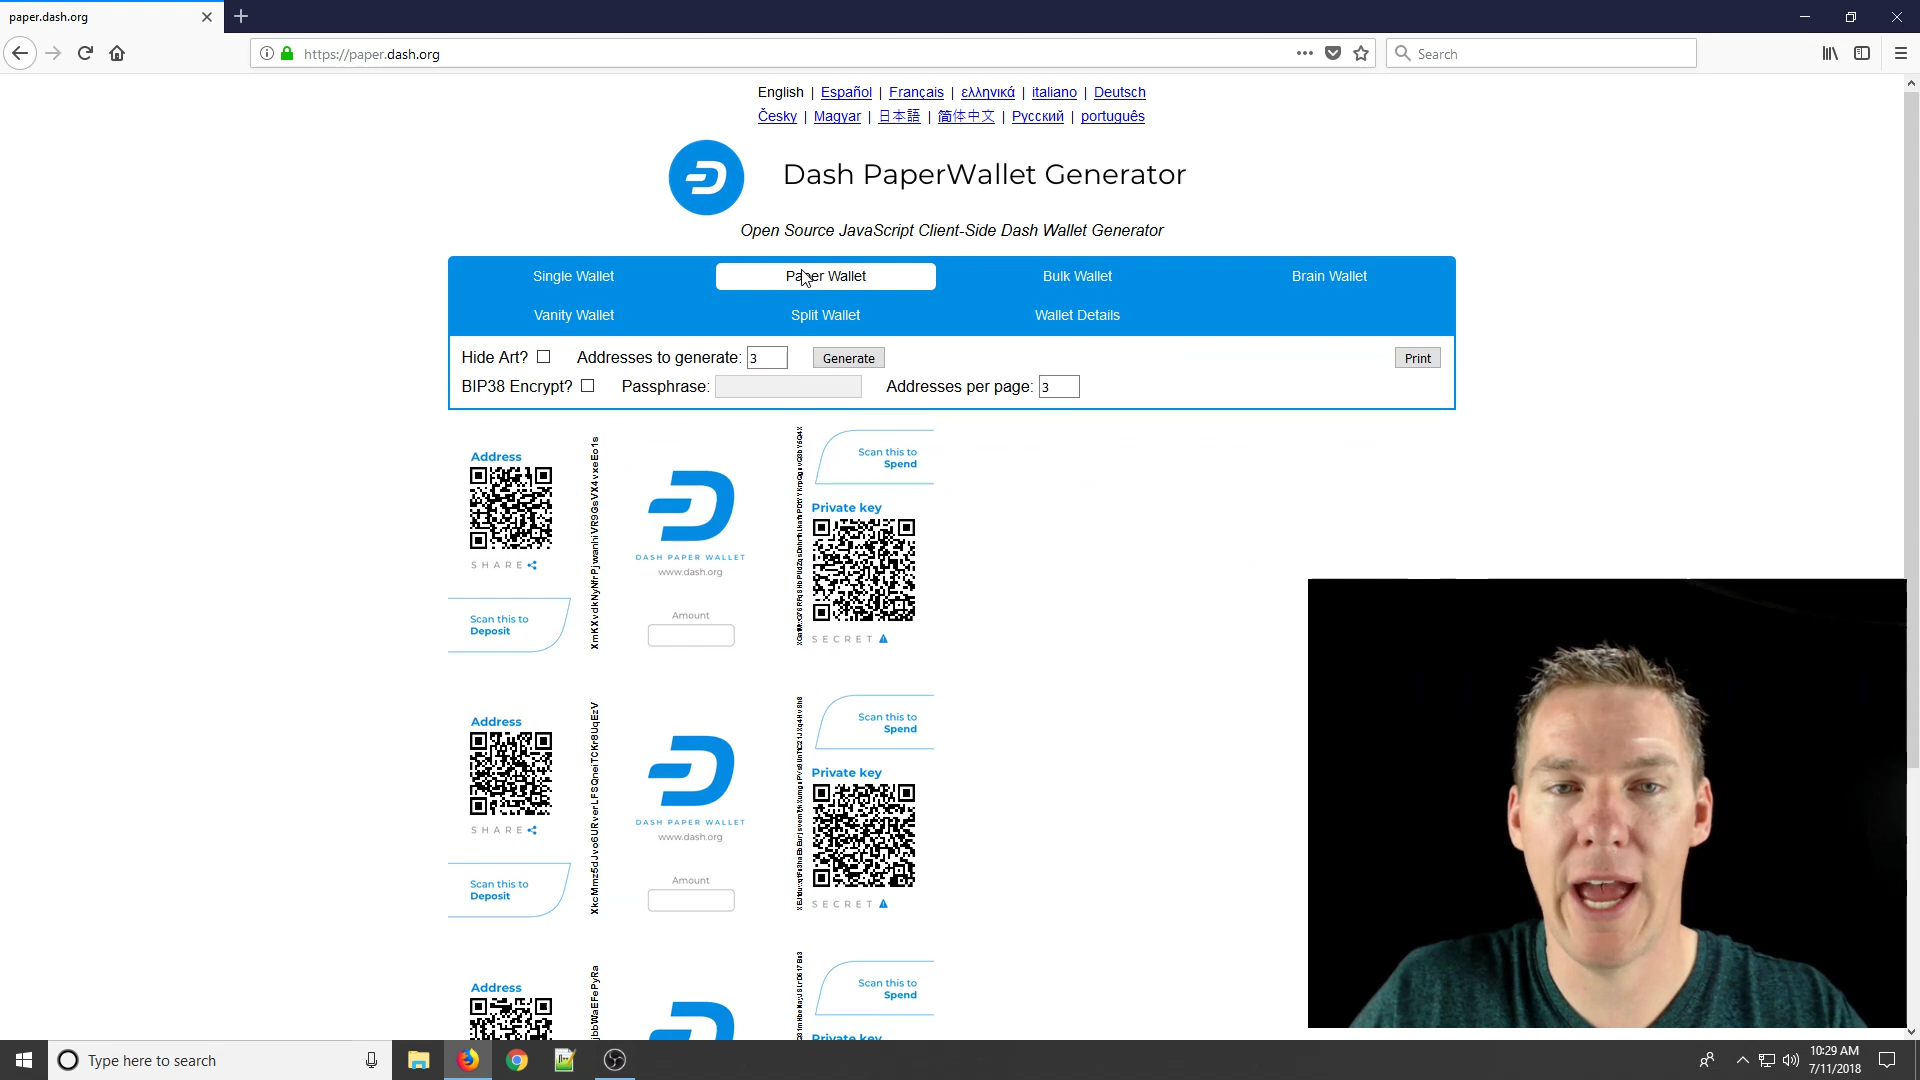 paper.dash.org
https://paper.dash.org
Search
English | Español | Français | ελληνικά | italiano | Deutsch
Česky | Magyar | 日本語 | 简体中文 | Русский | português
Dash PaperWallet Generator
Open Source JavaScript Client-Side Dash Wallet Generator
Single Wallet
Paper Wallet
Bulk Wallet
Brain Wallet
Vanity Wallet
Split Wallet
Wallet Details
Hide Art?
Addresses to generate: 3
Generate
Print
BIP38 Encrypt?
Passphrase:
Addresses per page: 3
Address
SHARE
Scan this to
Deposit
DASH PAPER WALLET
www.dash.org
Amount
Scan this to
Spend
Private key
SECRET
Address
SHARE
Scan this to
Deposit
DASH PAPER WALLET
www.dash.org
Amount
Scan this to
Spend
Private key
SECRET
Address
Scan this to
Spend
Private key
Type here to search
10:29 AM
7/11/2018